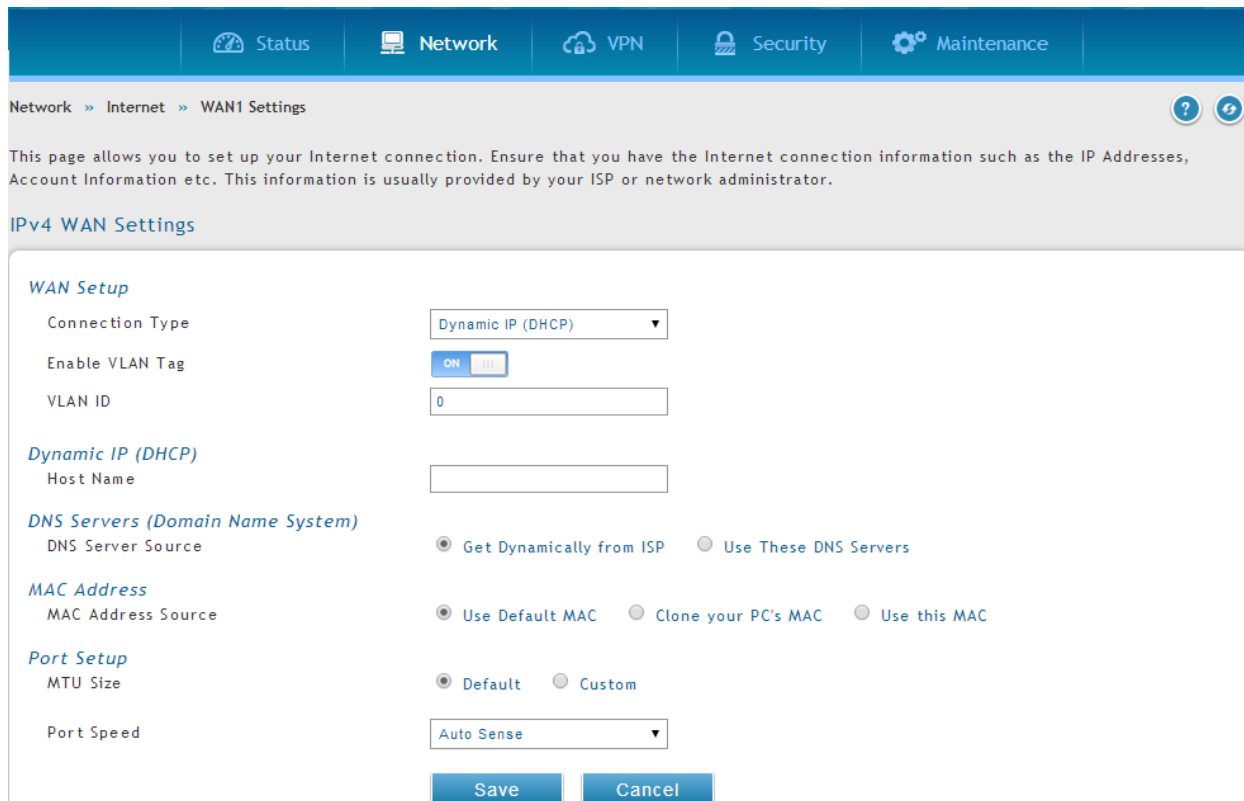 Status Network VPN Security Maintenance
Network » Internet » WAN1 Settings
?
This page allows you to set up your Internet connection. Ensure that you have the Internet connection information such as the IP Addresses,
Account Information etc. This information is usually provided by your ISP or network administrator.
IPv4 WAN Settings
WAN Setup
Connection Type Dynamic IP (DHCP)
Enable VLAN Tag ON
VLAN ID 0
Dynamic IP (DHCP)
Host Name
DNS Servers (Domain Name System)
DNS Server Source Get Dynamically from ISP Use These DNS Servers
MAC Address
MAC Address Source Use Default MAC Clone your PC's MAC Use this MAC
Port Setup
MTU Size Default Custom
Port Speed Auto Sense
Save Cancel